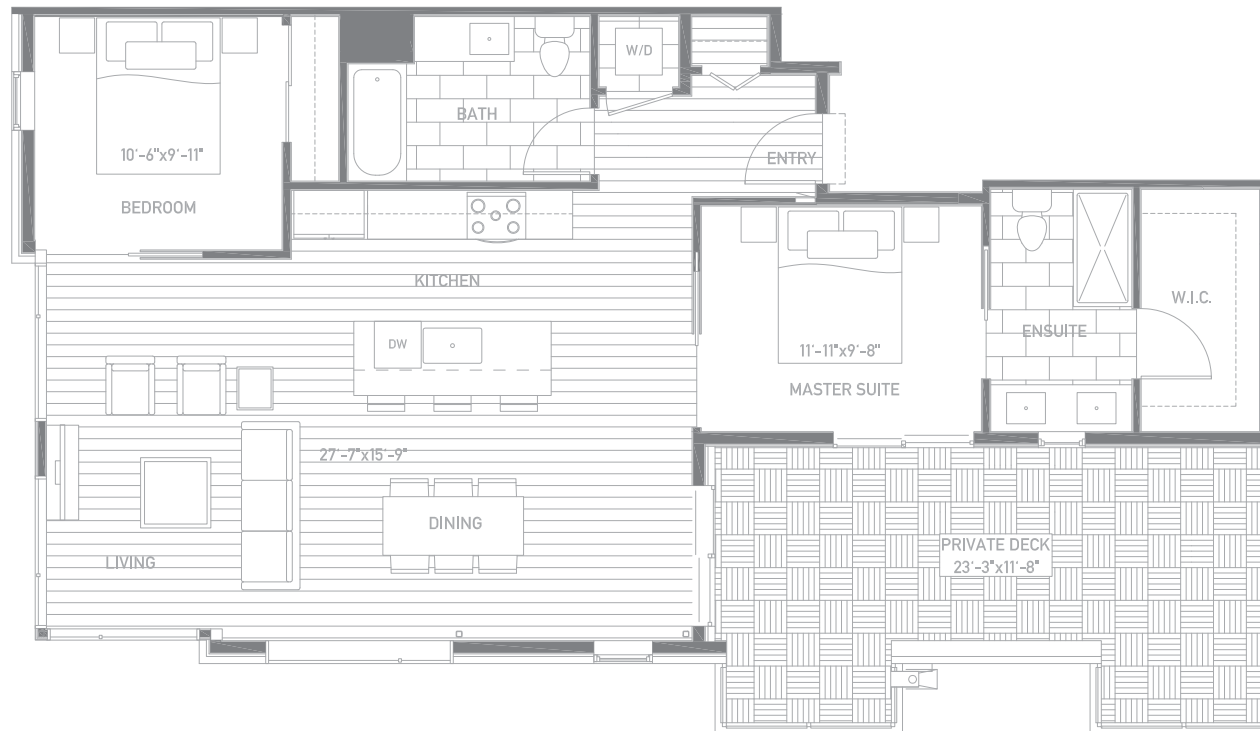 W/D
BATH
10'-6"x9'-11"
ENTRY
BEDROOM
KITCHEN
W.I.C.
ENSUITE
DW
11'-11"x9'-8"
MASTER SUITE
27'-7"x15'-9"
DINING
PRIVATE DECK
23'-3"x11'-8"
LIVING